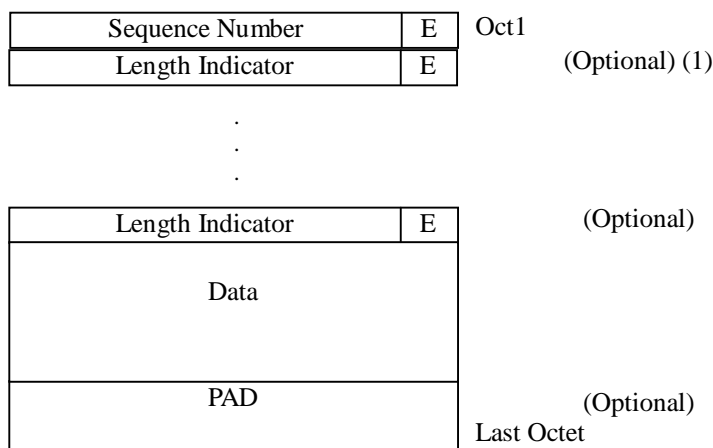 Sequence Number E Oct1
Length Indicator E (Optional) (1)
.
.
.
Length Indicator E (Optional)
Data
PAD (Optional)
Last Octet